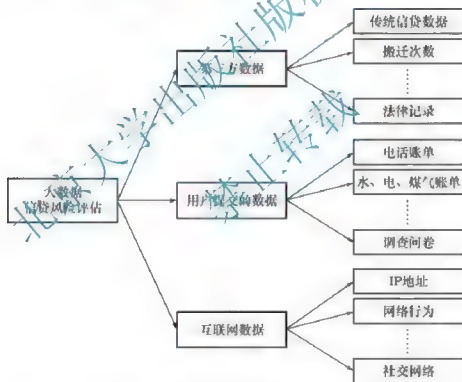 传统信贷数据
搬迁次数
法律记录
第三方数据
电话账单
水、电、煤气账单
调查问卷
大数据
信贷风险评估
用户提交的数据
IP地址
网络行为
社交网络
互联网数据
大学出版社版权
禁止转载